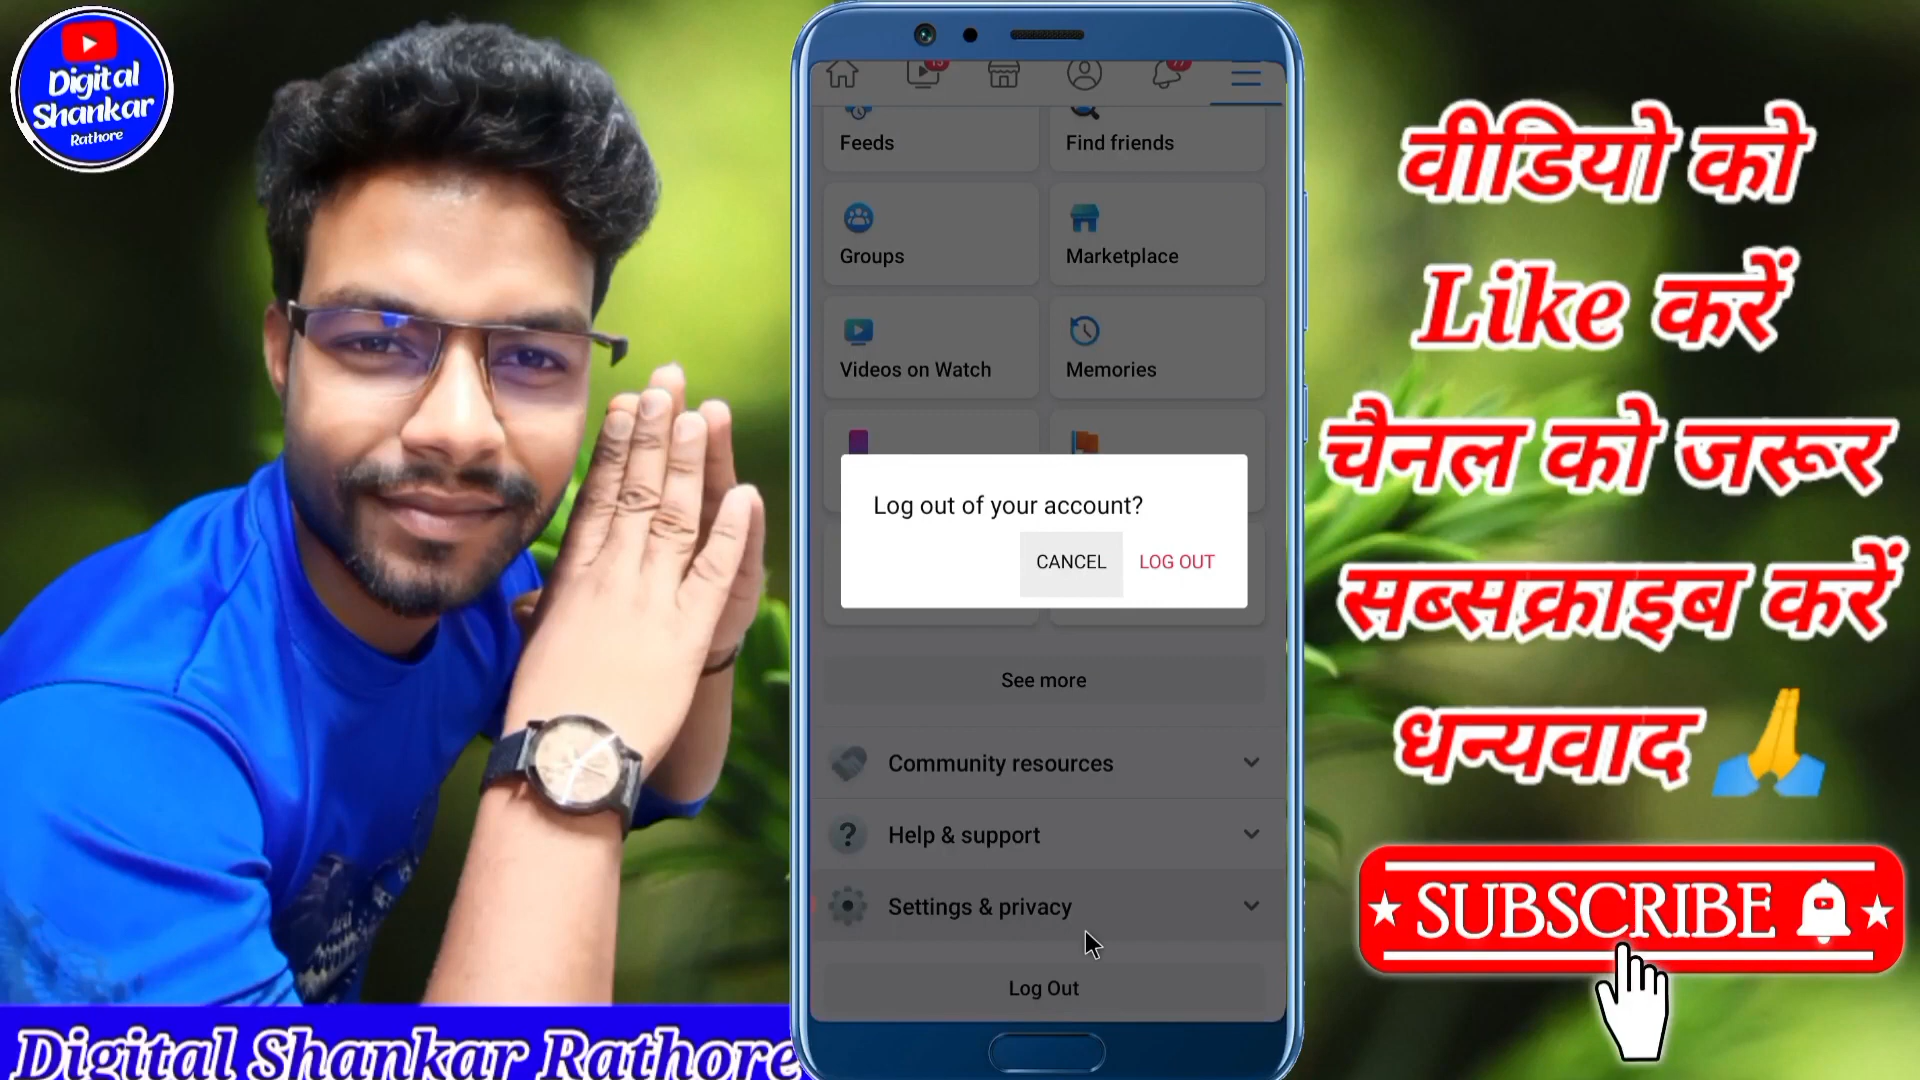 Digital
Shankar
Rathore
15
77
Feeds
Find friends
Groups
Marketplace
Videos on Watch
Memories
Log out of your account?
CANCEL
LOG OUT
See more
Community resources
? Help & support
Settings & privacy
Log Out
वीडियो को
Like करें
चैनल को जरूर
सब्सक्राइब करें
धन्यवाद 🙏
SUBSCRIBE
Digital Shankar Rathore